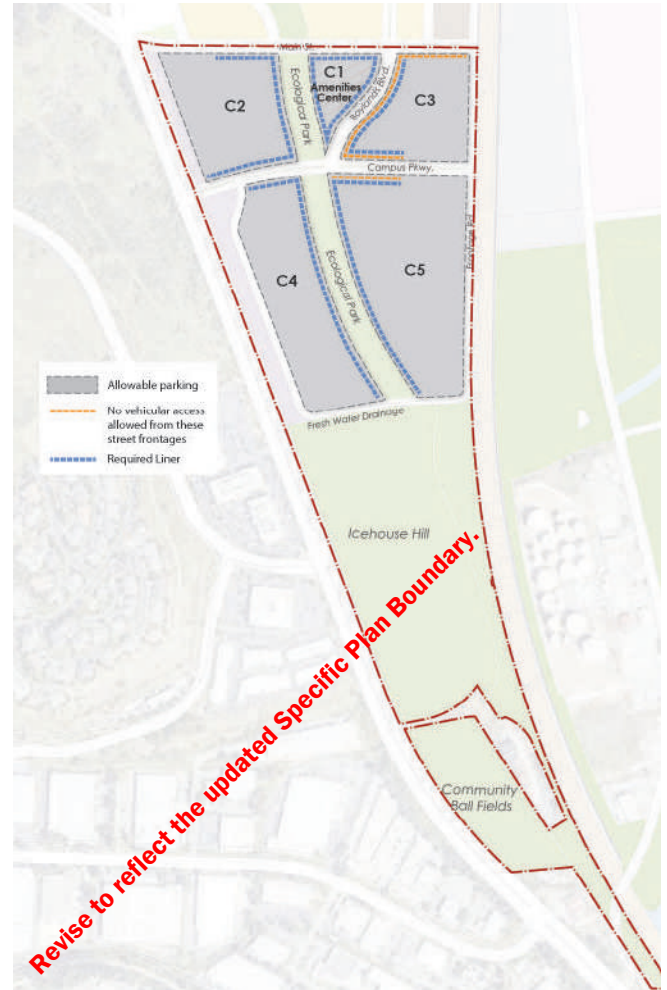 Main St.
C1
Amenities
Center
C2
Ecological Park
Baylands Blvd.
C3
Campus Pkwy.
C4
Ecological Park
C5
Allowable parking
No vehicular access
allowed from these
street frontages
Required Liner
Fresh Water Drainage
Icehouse Hill
Revise to reflect the updated Specific Plan Boundary.
Community
Ball Fields